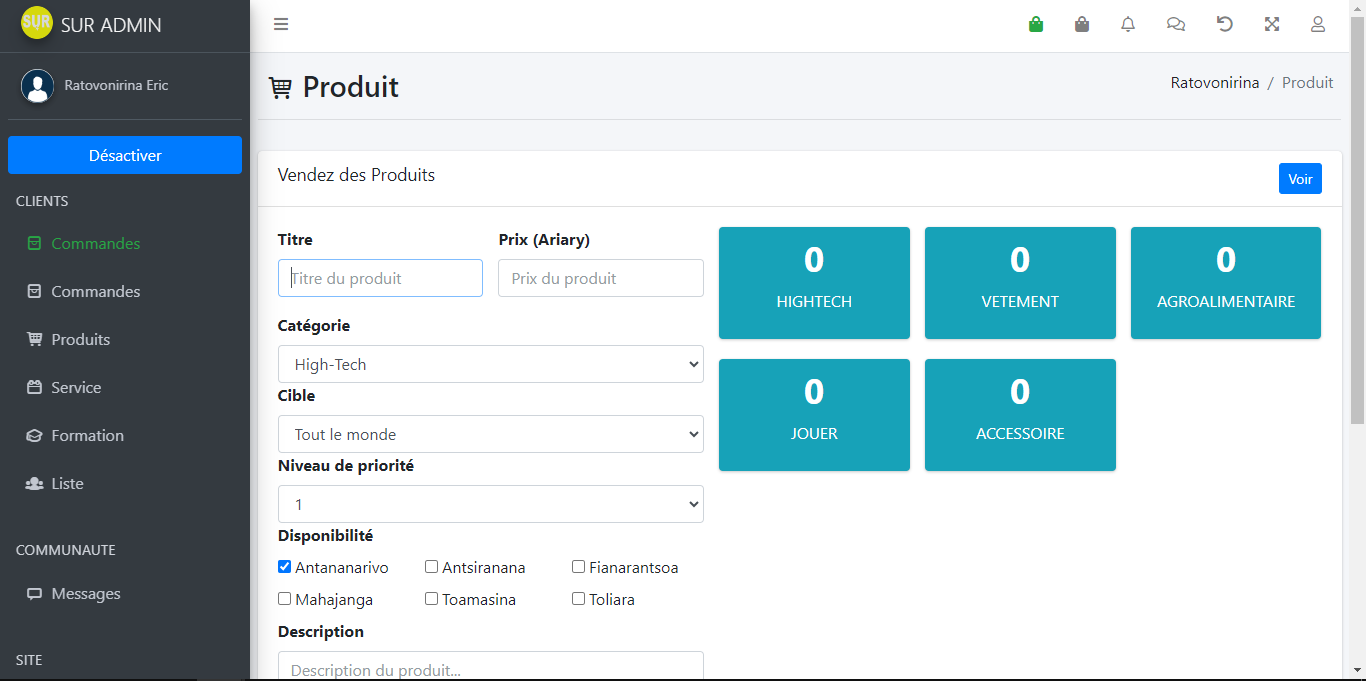 SUR
SUR ADMIN
Ratovonirina Eric
Désactiver
CLIENTS
Commandes
Commandes
Produits
Service
Formation
Liste
COMMUNAUTE
Messages
SITE
Produit
Ratovonirina / Produit
Vendez des Produits
Voir
Titre
Prix (Ariary)
Titre du produit
Prix du produit
Catégorie
High-Tech
Cible
Tout le monde
Niveau de priorité
1
Disponibilité
Antananarivo Antsiranana Fianarantsoa
Mahajanga Toamasina Toliara
Description
Description du produit...
0
HIGHTECH
0
VETEMENT
0
AGROALIMENTAIRE
0
JOUER
0
ACCESSOIRE